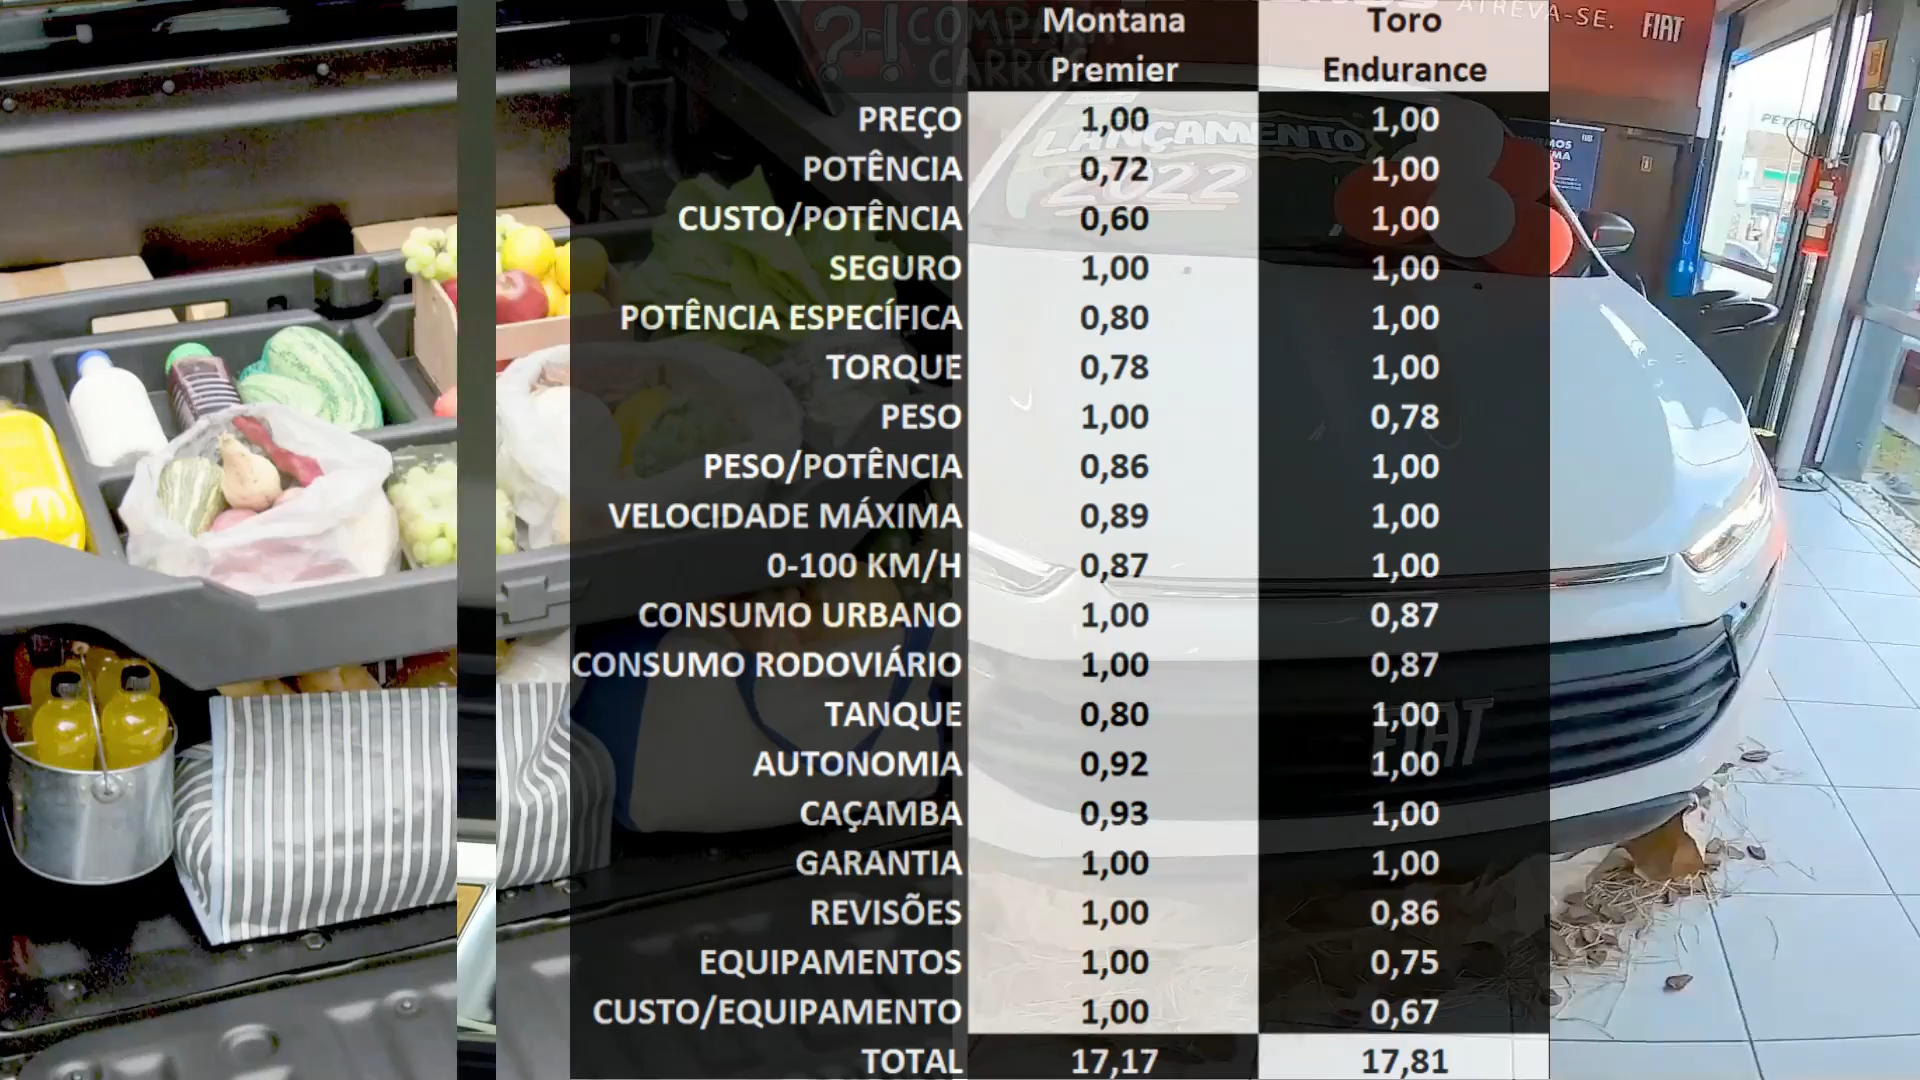 Montana Premier
Toro Endurance
PREÇO 1,00 1,00
POTÊNCIA 0,72 1,00
CUSTO/POTÊNCIA 0,60 1,00
SEGURO 1,00 1,00
POTÊNCIA ESPECÍFICA 0,80 1,00
TORQUE 0,78 1,00
PESO 1,00 0,78
PESO/POTÊNCIA 0,86 1,00
VELOCIDADE MÁXIMA 0,89 1,00
0-100 KM/H 0,87 1,00
CONSUMO URBANO 1,00 0,87
CONSUMO RODOVIÁRIO 1,00 0,87
TANQUE 0,80 1,00
AUTONOMIA 0,92 1,00
CAÇAMBA 0,93 1,00
GARANTIA 1,00 1,00
REVISÕES 1,00 0,86
EQUIPAMENTOS 1,00 0,75
CUSTO/EQUIPAMENTO 1,00 0,67
TOTAL 17,17 17,81
ATREVA-SE.
FIAT
LANÇAMENTO
2022
FIAT